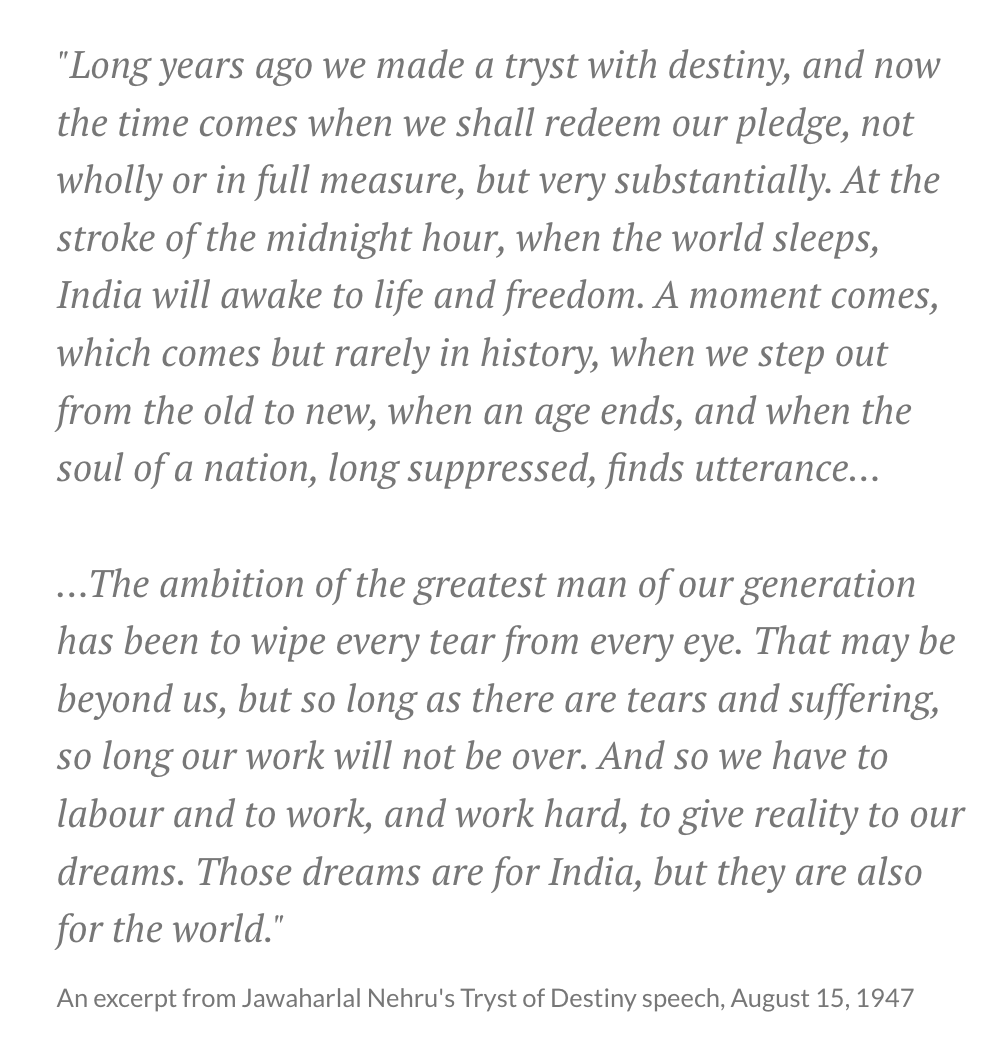 "Long years ago we made a tryst with destiny, and now
the time comes when we shall redeem our pledge, not
wholly or in full measure, but very substantially. At the
stroke of the midnight hour, when the world sleeps,
India will awake to life and freedom. A moment comes,
which comes but rarely in history, when we step out
from the old to new, when an age ends, and when the
soul of a nation, long suppressed, finds utterance...
...The ambition of the greatest man of our generation
has been to wipe every tear from every eye. That may be
beyond us, but so long as there are tears and suffering,
so long our work will not be over. And so we have to
labour and to work, and work hard, to give reality to our
dreams. Those dreams are for India, but they are also
for the world."
An excerpt from Jawaharlal Nehru's Tryst of Destiny speech, August 15, 1947